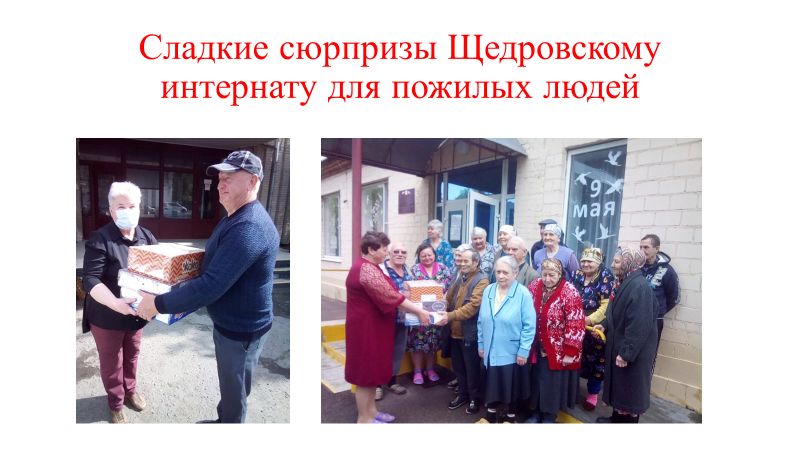 Сладкие сюрпризы Щедровскому
интернату для пожилых людей
9
мая